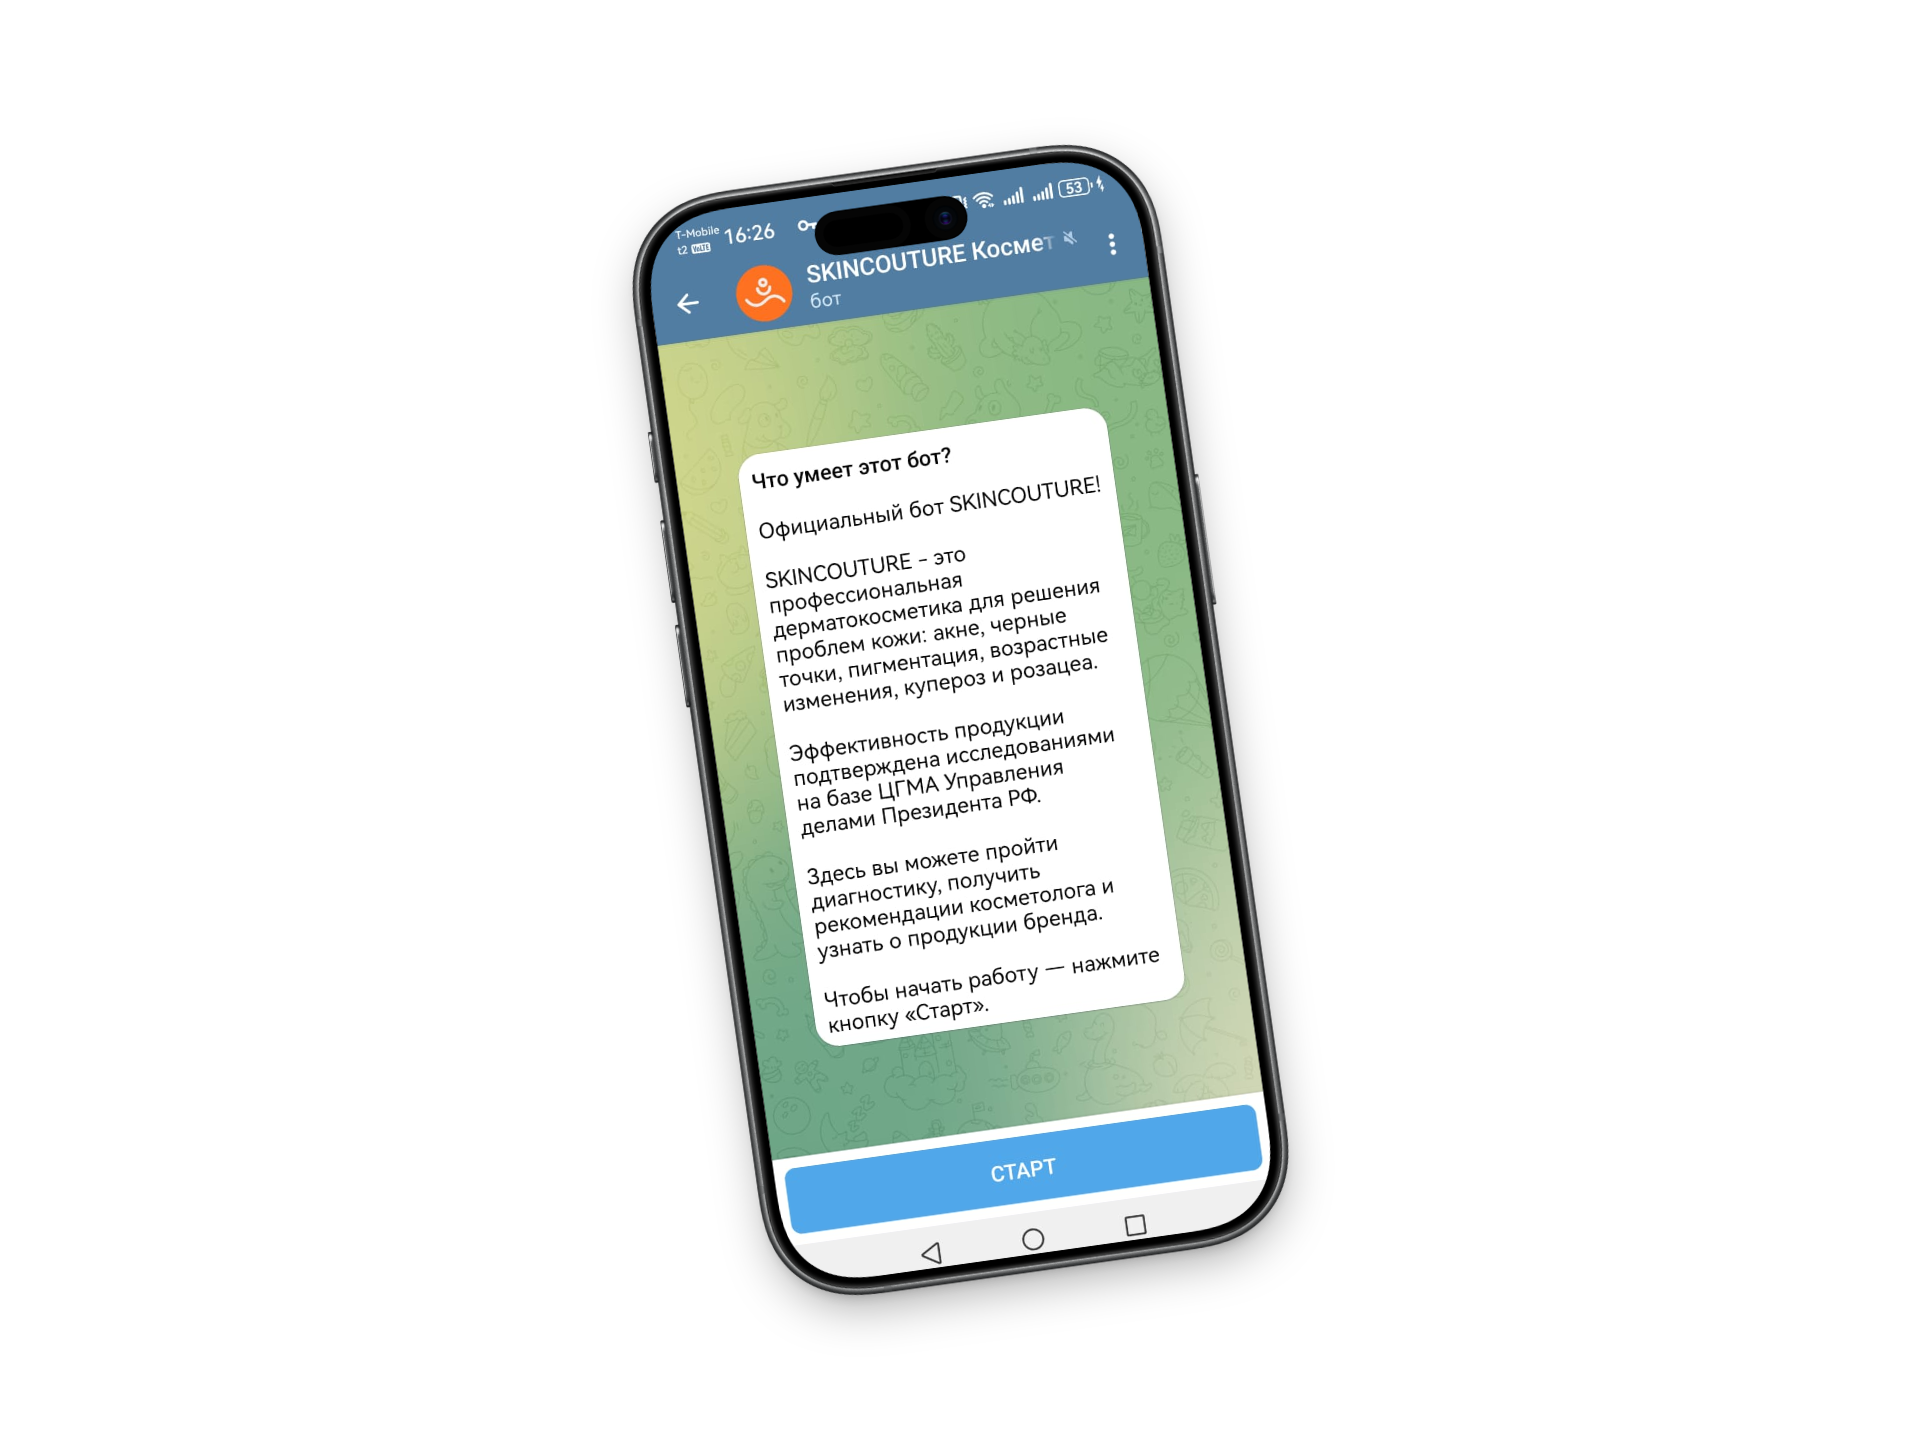 T-Mobile
t2 VoLTE
16:26
53
SKINCOUTURE Космет
бот
Что умеет этот бот?
Официальный бот SKINCOUTURE!
SKINCOUTURE - это
профессиональная
дерматокосметика для решения
проблем кожи: акне, черные
точки, пигментация, возрастные
изменения, купероз и розацеа.
Эффективность продукции
подтверждена исследованиями
на базе ЦГМА Управления
делами Президента РФ.
Здесь вы можете пройти
диагностику, получить
рекомендации косметолога и
узнать о продукции бренда.
Чтобы начать работу — нажмите
кнопку «Старт».
СТАРТ